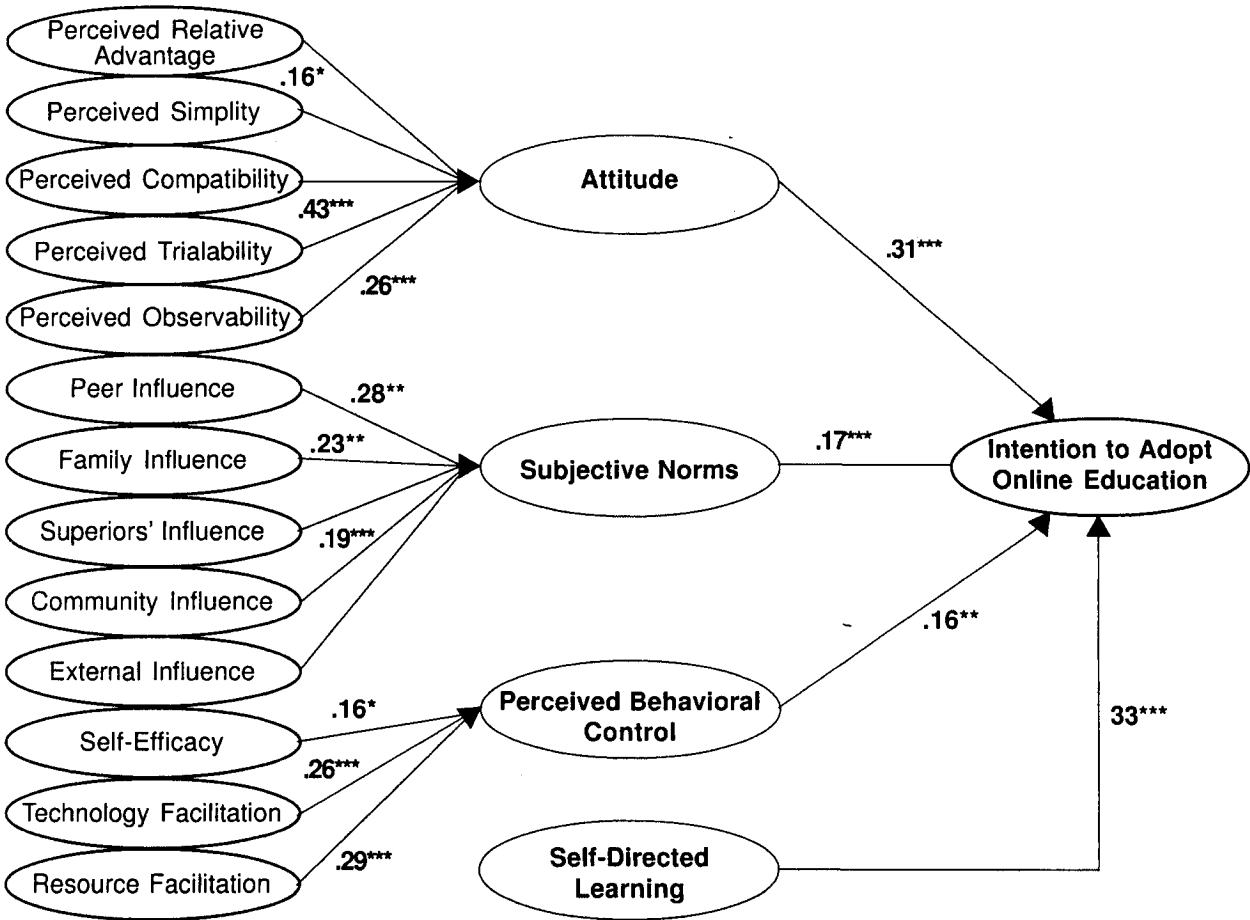 Perceived Relative
Advantage
.16*
Perceived Simplity
Perceived Compatibility
.43***
Perceived Trialability
.26***
Perceived Observability
Attitude
.31***
Peer Influence
.28**
Family Influence
.23**
Superiors' Influence
.19***
Community Influence
External Influence
Subjective Norms
.17***
Intention to Adopt
Online Education
Self-Efficacy
.16*
Technology Facilitation
.26***
Resource Facilitation
.29***
Perceived Behavioral
Control
.16**
Self-Directed
Learning
33***